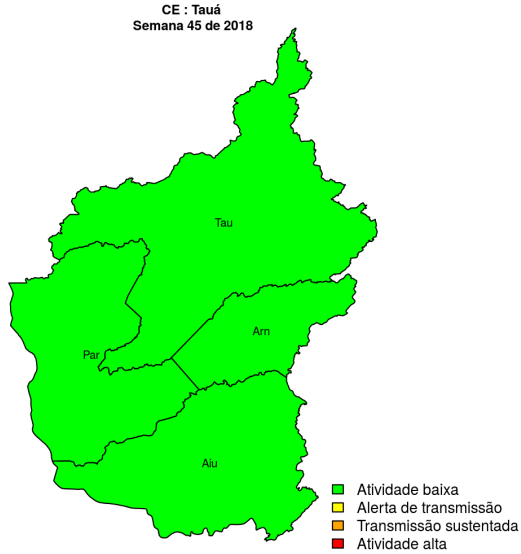 CE : Tauá
Semana 45 de 2018
Tau
Arn
Par
Aiu
Atividade baixa
Alerta de transmissão
Transmissão sustentada
Atividade alta